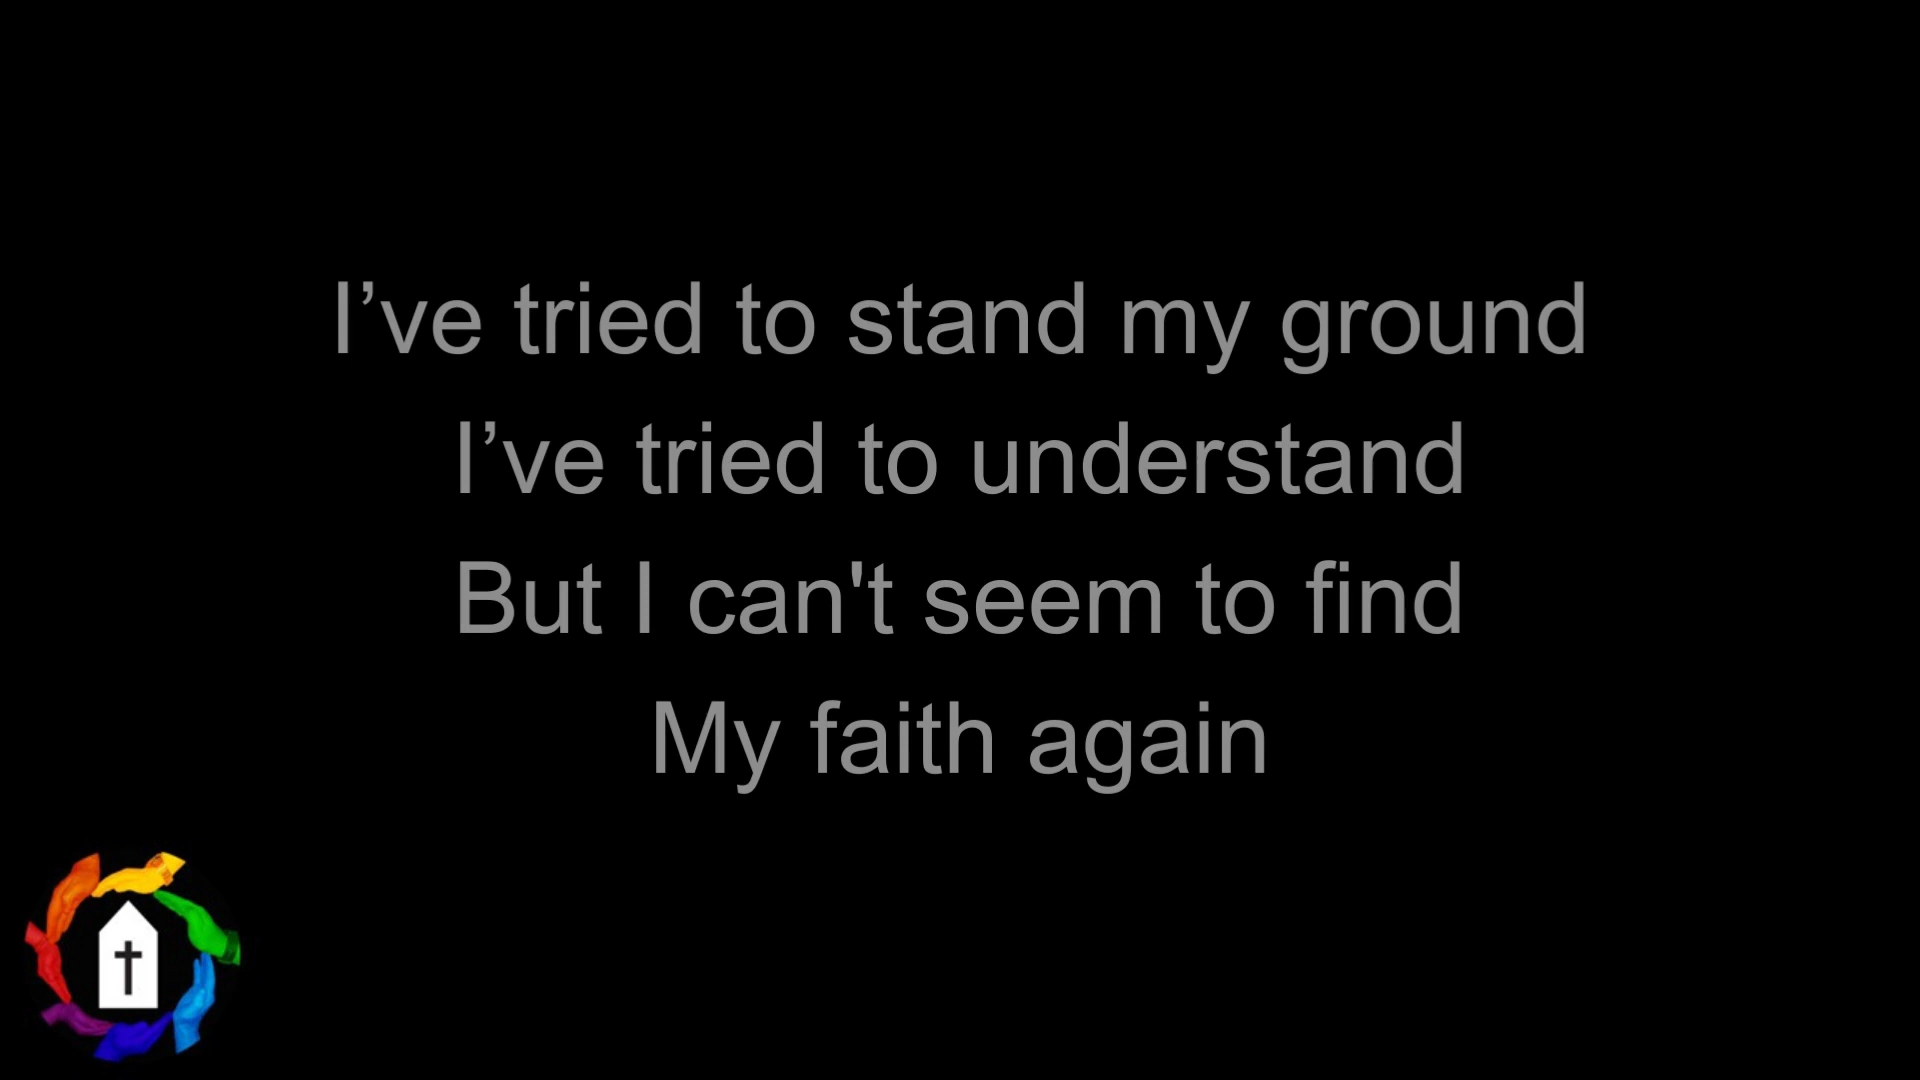 I’ve tried to stand my ground
I’ve tried to understand
But I can't seem to find
My faith again